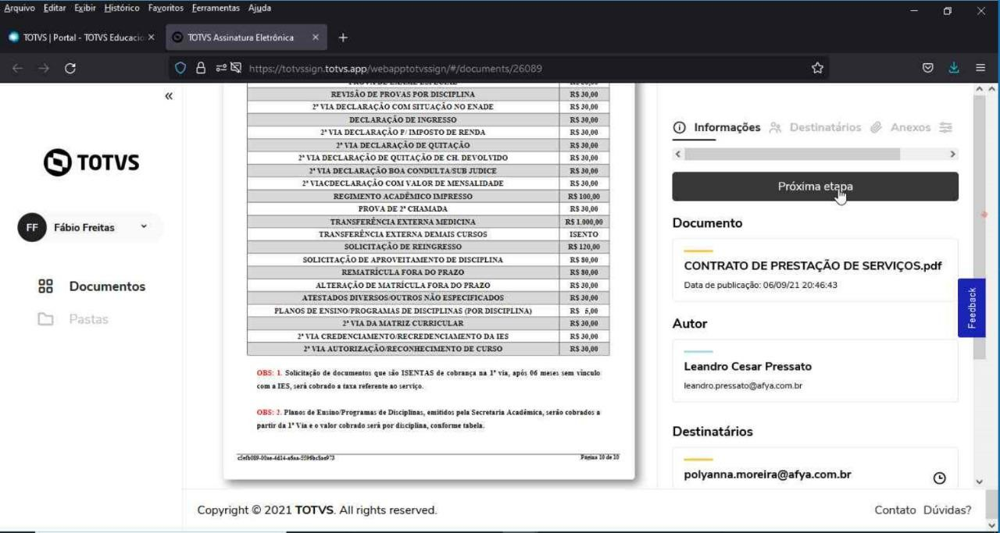 Arquivo Editar Exibir Histórico Favoritos Ferramentas Ajuda
TOTVS | Portal - TOTVS Educacio
TOTVS Assinatura Eletrônica
https://totvssign.totvs.app/webapptotvssign/#/documents/26089
TOTVS
FF Fábio Freitas
Documentos
Pastas
PROVA DE EXAME ESPECIAL
REVISÃO DE PROVAS POR DISCIPLINA R$ 30,00
2ª VIA DECLARAÇÃO COM SITUAÇÃO NO ENADE R$ 30,00
DECLARAÇÃO DE INGRESSO R$ 30,00
2ª VIA DECLARAÇÃO P/ IMPOSTO DE RENDA R$ 30,00
2ª VIA DECLARAÇÃO DE QUITAÇÃO R$ 30,00
2ª VIA DECLARAÇÃO DE QUITAÇÃO DE CH. DEVOLVIDO R$ 30,00
2ª VIA DECLARAÇÃO BOA CONDULTA/SUB JUDICE R$ 30,00
2ª VIACDECLARAÇÃO COM VALOR DE MENSALIDADE R$ 30,00
REGIMENTO ACADÊMICO IMPRESSO R$ 100,00
PROVA DE 2ª CHAMADA R$ 30,00
TRANSFERÊNCIA EXTERNA MEDICINA R$ 1.000,00
TRANSFERÊNCIA EXTERNA DEMAIS CURSOS ISENTO
SOLICITAÇÃO DE REINGRESSO R$ 120,00
SOLICITAÇÃO DE APROVEITAMENTO DE DISCIPLINA R$ 80,00
REMATRÍCULA FORA DO PRAZO R$ 80,00
ALTERAÇÃO DE MATRÍCULA FORA DO PRAZO R$ 30,00
ATESTADOS DIVERSOS/OUTROS NÃO ESPECIFICADOS R$ 30,00
PLANOS DE ENSINO/PROGRAMAS DE DISCIPLINAS (POR DISCIPLINA) R$ 5,00
2ª VIA DA MATRIZ CURRICULAR R$ 30,00
2ª VIA CREDENCIAMENTO/RECREDENCIAMENTO DA IES R$ 30,00
2ª VIA AUTORIZAÇÃO/RECONHECIMENTO DE CURSO R$ 30,00
OBS: 1. Solicitação de documentos que são ISENTAS de cobrança na 1ª via, após 06 meses sem vínculo
com a IES, será cobrado a taxa referente ao serviço.
OBS: 2. Planos de Ensino/Programas de Disciplinas, emitidos pela Secretaria Acadêmica, serão cobrados a
partir da 1ª Via e o valor cobrado será por disciplina, conforme tabela.
Página 10 de 10
Informações Destinatários Anexos
Próxima etapa
Documento
CONTRATO DE PRESTAÇÃO DE SERVIÇOS.pdf
Data de publicação: 06/09/21 20:46:43
Autor
Leandro Cesar Pressato
leandro.pressato@afya.com.br
Destinatários
polyanna.moreira@afya.com.br
Feedback
Copyright © 2021 TOTVS. All rights reserved.
Contato Dúvidas?